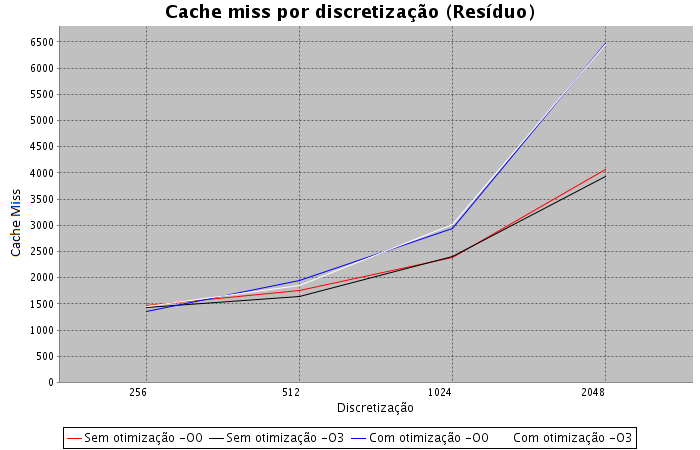 Cache miss por discretização (Resíduo)
6500
6000
5500
5000
4500
4000
3500
3000
2500
2000
1500
1000
500
0
Cache Miss
256 512 1024 2048
Discretização
Sem otimização -O0 Sem otimização -O3 Com otimização -O0 Com otimização -O3